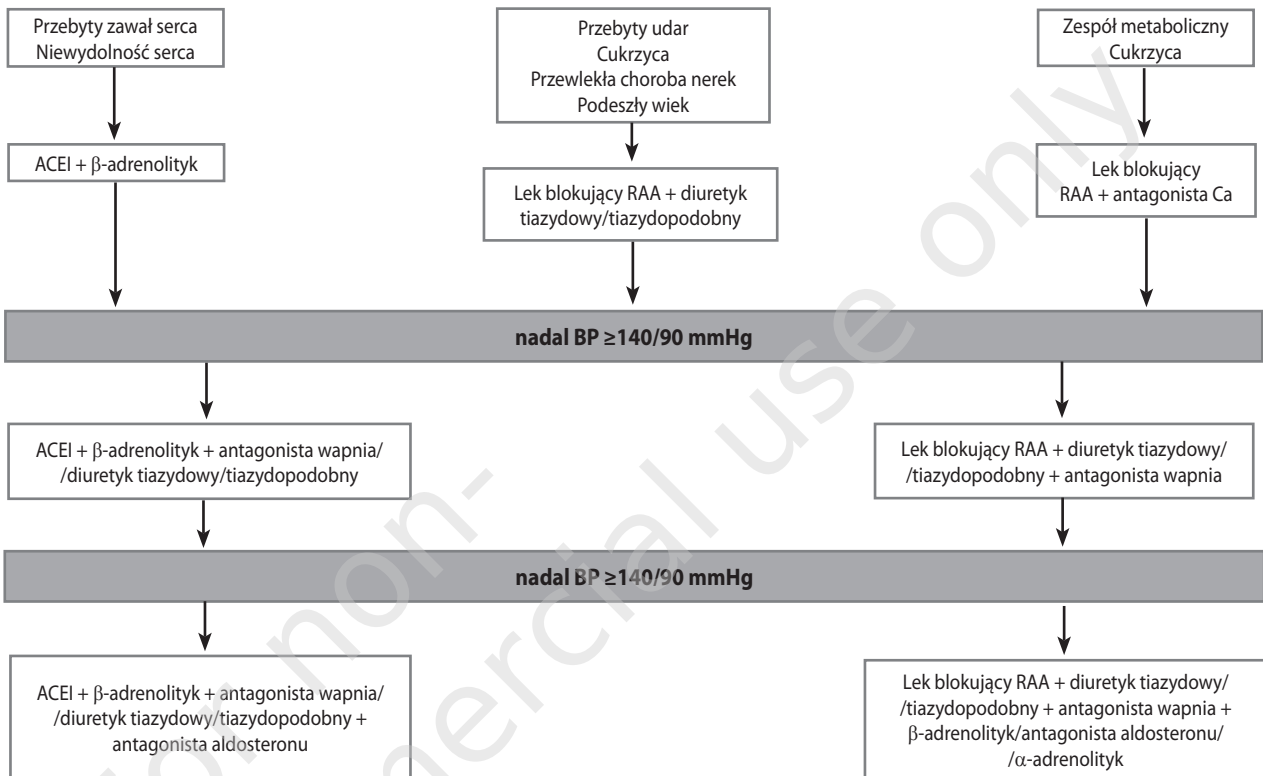 Przebyty zawał serca
Niewydolność serca
Przebyty udar
Cukrzyca
Przewlekła choroba nerek
Podeszły wiek
Zespół metaboliczny
Cukrzyca
ACEI + β-adrenolityk
Lek blokujący RAA + diuretyk
tiazydowy/tiazydopodobny
Lek blokujący
RAA + antagonista Ca
nadal BP ≥140/90 mmHg
ACEI + β-adrenolityk + antagonista wapnia/
/diuretyk tiazydowy/tiazydopodobny
Lek blokujący RAA + diuretyk tiazydowy/
/tiazydopodobny + antagonista wapnia
nadal BP ≥140/90 mmHg
ACEI + β-adrenolityk + antagonista wapnia/
/diuretyk tiazydowy/tiazydopodobny +
antagonista aldosteronu
Lek blokujący RAA + diuretyk tiazydowy/
/tiazydopodobny + antagonista wapnia +
β-adrenolityk/antagonista aldosteronu/
/α-adrenolityk
for non-
mercial use only